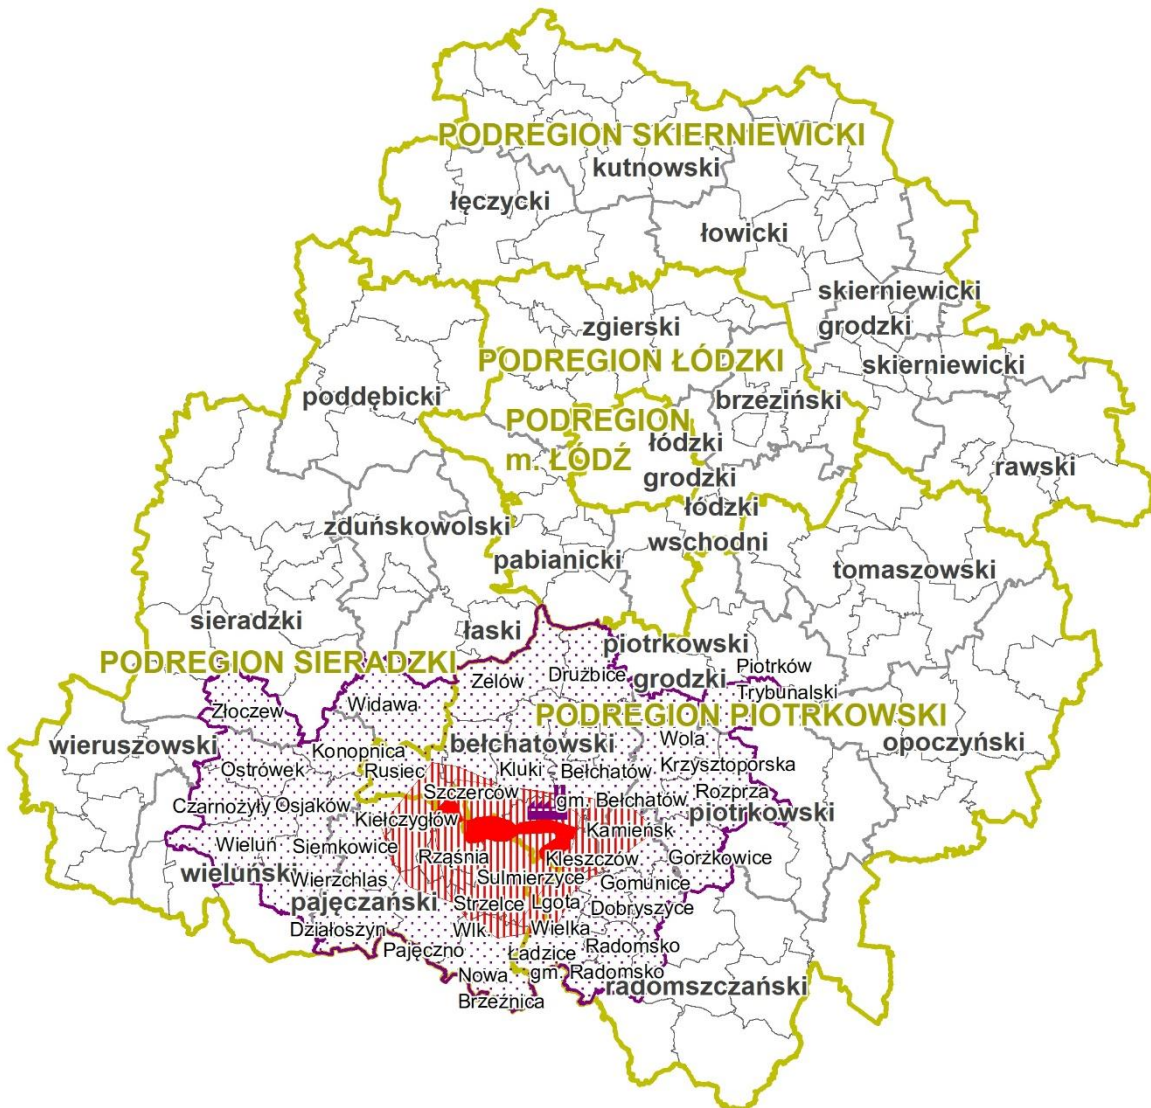 PODREGION SKIERNIEWICKI
kutnowski
łęczycki
łowicki
skierniewicki
grodzki
zgierski
PODREGION ŁÓDZKI
skierniewicki
poddębicki
brzeziński
PODREGION
m. ŁÓDŹ
łódzki
grodzki
rawski
łódzki
wschodni
zduńskowolski
pabianicki
tomaszowski
sieradzki
łaski
piotrkowski
grodzki
PODREGION SIERADZKI
Zelów
Drużbice
Piotrków
Trybunalski
Złoczew
Widawa
PODREGION PIOTRKOWSKI
wieruszowski
Konopnica
bełchatowski
Wola
Krzysztoporska
opoczyński
Ostrówek
Rusiec
Kluki
Bełchatów
Czarnożyły
Osjaków
Szczerców
gm. Bełchatów
Rozprza
piotrkowski
Kiełczygłów
Kamieńsk
Wieluń
Siemkowice
Rząśnia
Kleszczów
Gorzkowice
wieluńsk
Wierzchlas
Sulmierzyce
Gomunice
pajęczański
Strzelce
Wlk.
Lgota
Wielka
Dobryszyce
Działoszyn
Pajęczno
Ładzice
Radomsko
Nowa
Brzeźnica
gm. Radomsko
radomszczański